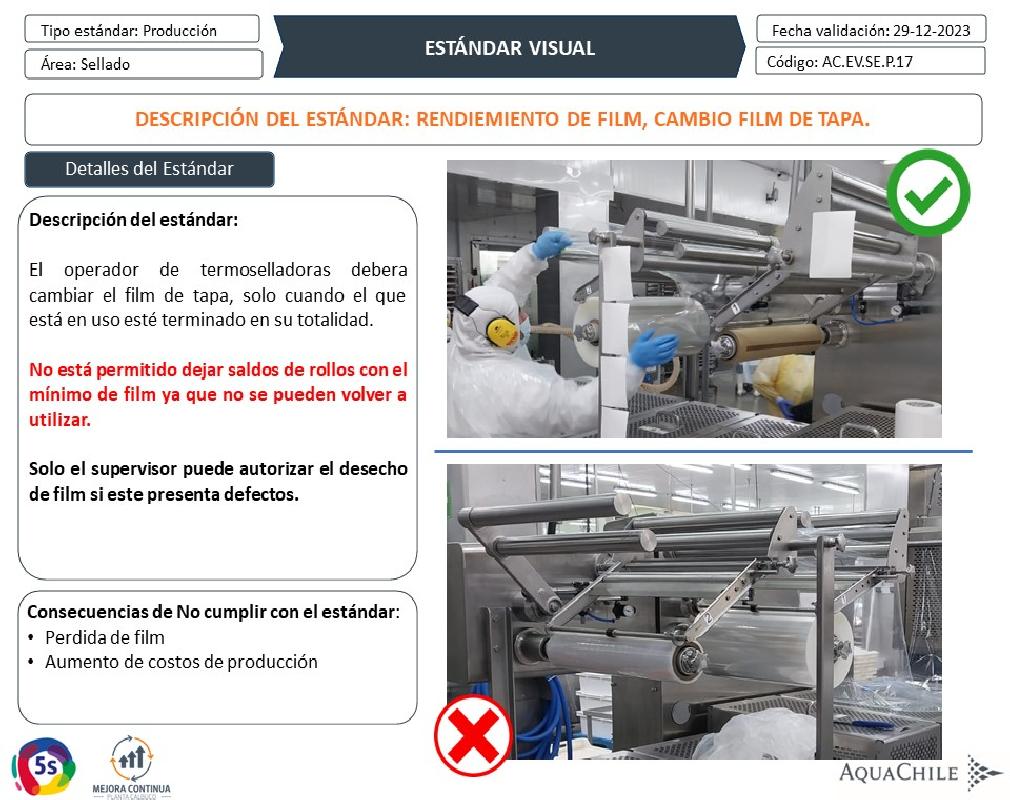 Tipo estándar: Producción
Área: Sellado
ESTÁNDAR VISUAL
Fecha validación: 29-12-2023
Código: AC.EV.SE.P.17
DESCRIPCIÓN DEL ESTÁNDAR: RENDIEMIENTO DE FILM, CAMBIO FILM DE TAPA.
Detalles del Estándar
Descripción del estándar:
El operador de termoselladoras debera
cambiar el film de tapa, solo cuando el que
está en uso esté terminado en su totalidad.
No está permitido dejar saldos de rollos con el
mínimo de film ya que no se pueden volver a
utilizar.
Solo el supervisor puede autorizar el desecho
de film si este presenta defectos.
Consecuencias de No cumplir con el estándar:
• Perdida de film
• Aumento de costos de producción
5s
MEJORA CONTINUA
PLANTA CALBUCO
AQUACHILE